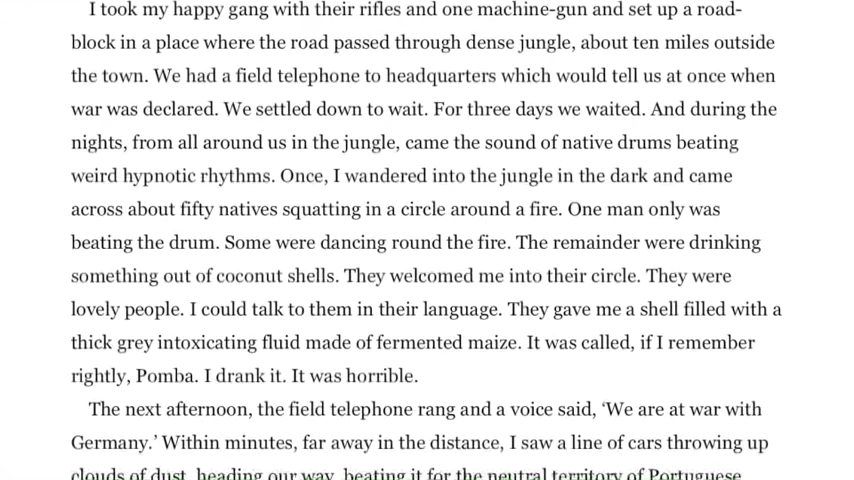 I took my happy gang with their rifles and one machine-gun and set up a road-
block in a place where the road passed through dense jungle, about ten miles outside
the town. We had a field telephone to headquarters which would tell us at once when
war was declared. We settled down to wait. For three days we waited. And during the
nights, from all around us in the jungle, came the sound of native drums beating
weird hypnotic rhythms. Once, I wandered into the jungle in the dark and came
across about fifty natives squatting in a circle around a fire. One man only was
beating the drum. Some were dancing round the fire. The remainder were drinking
something out of coconut shells. They welcomed me into their circle. They were
lovely people. I could talk to them in their language. They gave me a shell filled with a
thick grey intoxicating fluid made of fermented maize. It was called, if I remember
rightly, Pomba. I drank it. It was horrible.
The next afternoon, the field telephone rang and a voice said, ‘We are at war with
Germany.’ Within minutes, far away in the distance, I saw a line of cars throwing up
clouds of dust, heading our way, beating it for the neutral territory of Portuguese